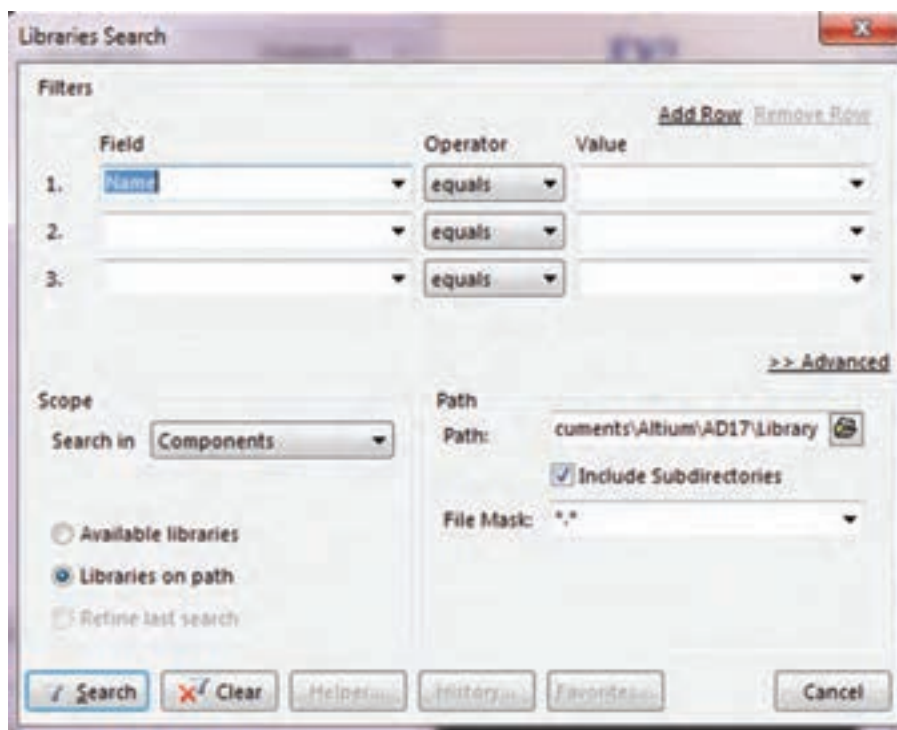 Libraries Search
Filters
Add Row Remove Row
Field Operator Value
1. Name equals
2. equals
3. equals
>> Advanced
Scope
Search in Components
Available libraries
Libraries on path
Refine last search
Path
Path: cuments\Altium\AD17\Library
Include Subdirectories
File Mask: *.*
Search Clear Helper... History... Favorites... Cancel